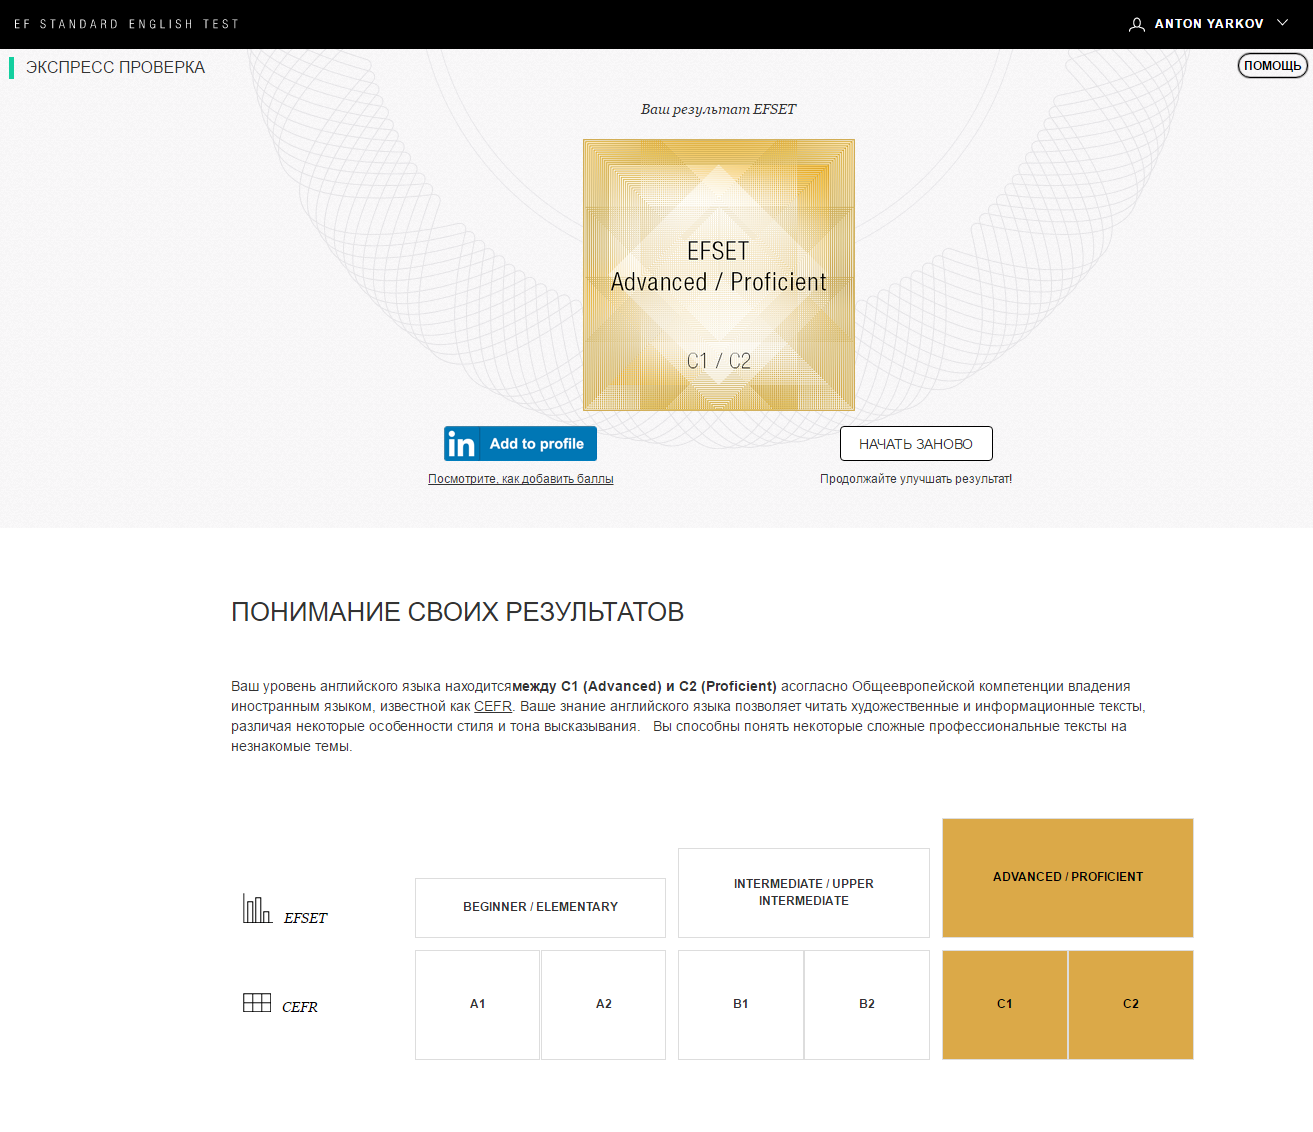 EF STANDARD ENGLISH TEST
ANTON YARKOV
ЭКСПРЕСС ПРОВЕРКА
ПОМОЩЬ
Ваш результат EFSET
EFSET
Advanced / Proficient
C1 / C2
in Add to profile
НАЧАТЬ ЗАНОВО
Посмотрите, как добавить баллы
Продолжайте улучшать результат!
ПОНИМАНИЕ СВОИХ РЕЗУЛЬТАТОВ
Ваш уровень английского языка находитсямежду C1 (Advanced) и C2 (Proficient) асогласно Общеевропейской компетенции владения
иностранным языком, известной как CEFR. Ваше знание английского языка позволяет читать художественные и информационные тексты,
различая некоторые особенности стиля и тона высказывания. Вы способны понять некоторые сложные профессиональные тексты на
незнакомые темы.
EFSET
BEGINNER / ELEMENTARY
INTERMEDIATE / UPPER
INTERMEDIATE
ADVANCED / PROFICIENT
CEFR
A1
A2
B1
B2
C1
C2